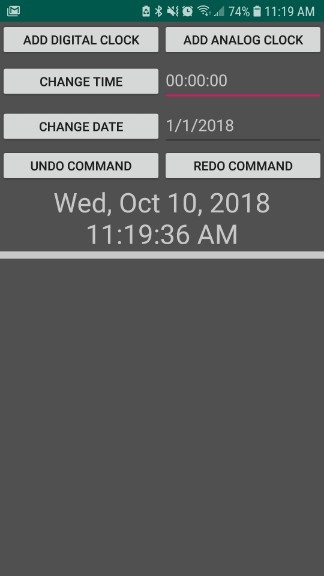 74% 11:19 AM
ADD DIGITAL CLOCK ADD ANALOG CLOCK
CHANGE TIME 00:00:00
CHANGE DATE 1/1/2018
UNDO COMMAND REDO COMMAND
Wed, Oct 10, 2018
11:19:36 AM